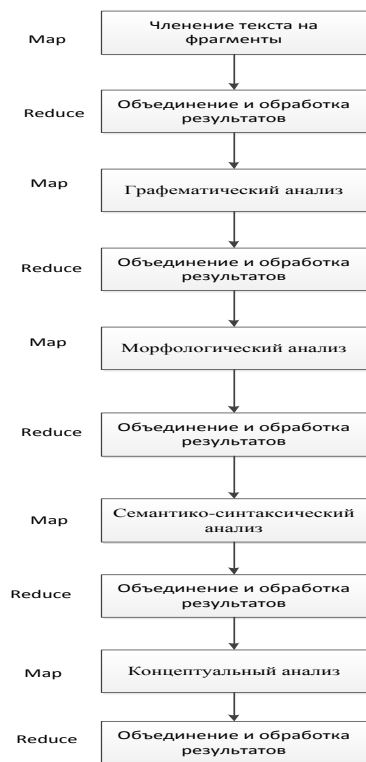 Map
Членение текста на
фрагменты
Reduce
Объединение и обработка
результатов
Map
Графематический анализ
Reduce
Объединение и обработка
результатов
Map
Морфологический анализ
Reduce
Объединение и обработка
результатов
Map
Семантико-синтаксический
анализ
Reduce
Объединение и обработка
результатов
Map
Концептуальный анализ
Reduce
Объединение и обработка
результатов